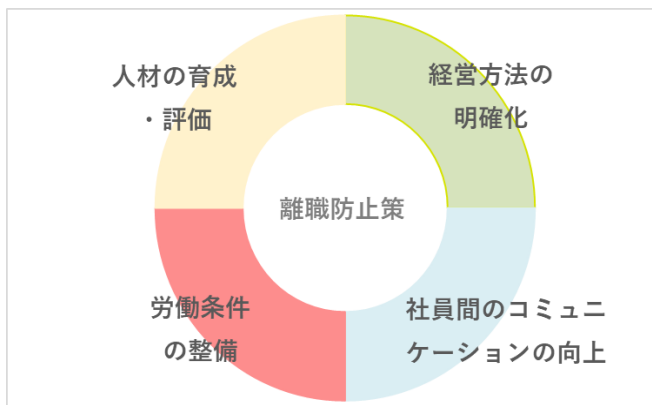 人材の育成
・評価
経営方法の
明確化
離職防止策
労働条件
の整備
社員間のコミュニ
ケーションの向上